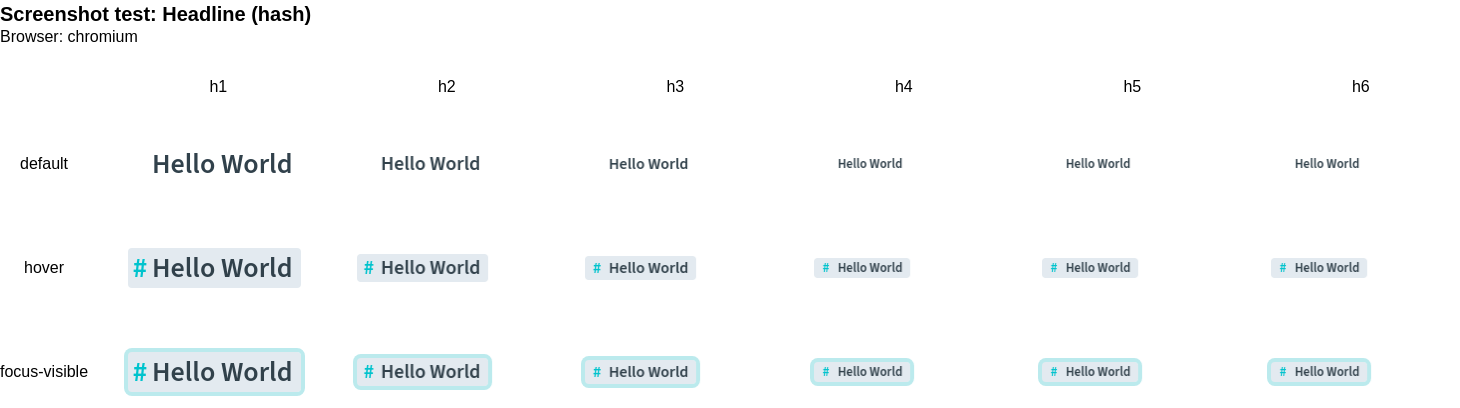 Screenshot test: Headline (hash)
Browser: chromium
h1 h2 h3 h4 h5 h6
default Hello World Hello World Hello World Hello World Hello World Hello World
hover # Hello World # Hello World # Hello World # Hello World # Hello World # Hello World
focus-visible # Hello World # Hello World # Hello World # Hello World # Hello World # Hello World